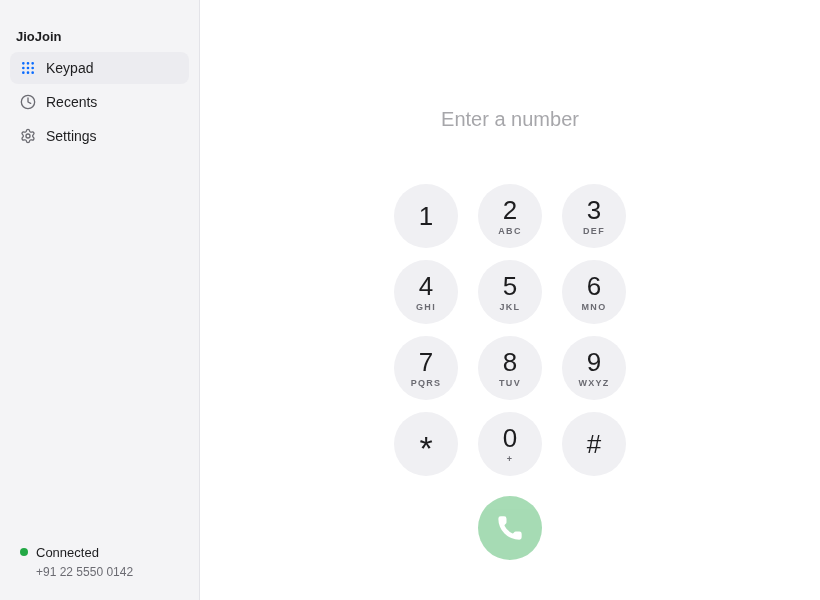 JioJoin
Keypad
Recents
Settings
Enter a number
1
2
ABC
3
DEF
4
GHI
5
JKL
6
MNO
7
PQRS
8
TUV
9
WXYZ
*
0
+
#
Connected
+91 22 5550 0142